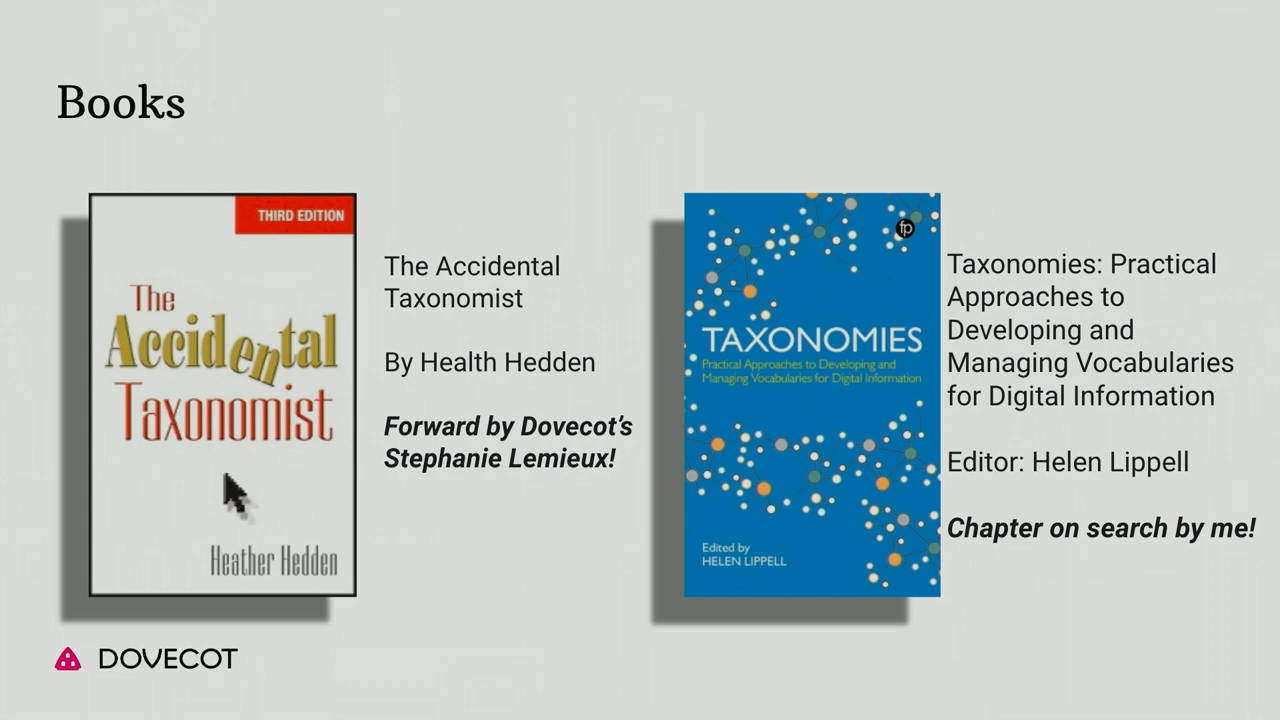 Books
THIRD EDITION
The
Accidental
Taxonomist
Heather Hedden
The Accidental
Taxonomist
By Health Hedden
Forward by Dovecot's
Stephanie Lemieux!
fp
TAXONOMIES
Practical Approaches to Developing and
Managing Vocabularies for Digital Information
Edited by
HELEN LIPPELL
Taxonomies: Practical
Approaches to
Developing and
Managing Vocabularies
for Digital Information
Editor: Helen Lippell
Chapter on search by me!
DOVECOT